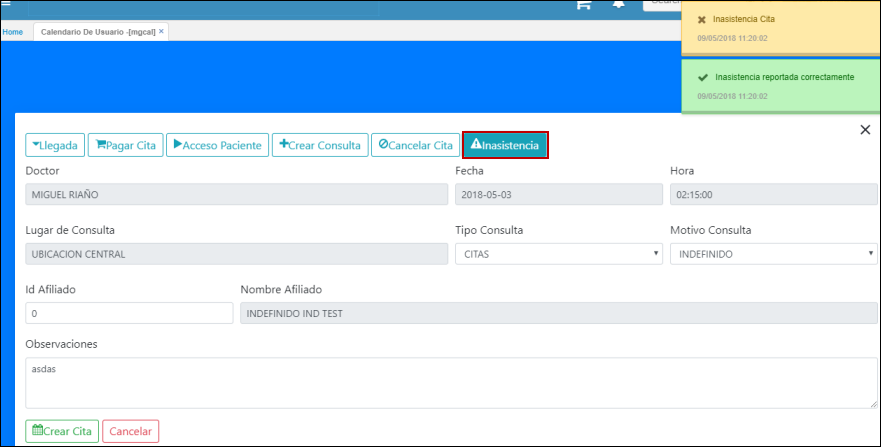 Inasistencia Cita
09/05/2018 11:20:02
Home Calendario De Usuario -[mgcal] ×
Inasistencia reportada correctamente
09/05/2018 11:20:02
Llegada Pagar Cita Acceso Paciente Crear Consulta Cancelar Cita Inasistencia
Doctor Fecha Hora
MIGUEL RIAÑO 2018-05-03 02:15:00
Lugar de Consulta Tipo Consulta Motivo Consulta
UBICACION CENTRAL CITAS INDEFINIDO
Id Afiliado Nombre Afiliado
0 INDEFINIDO IND TEST
Observaciones
asdas
Crear Cita Cancelar